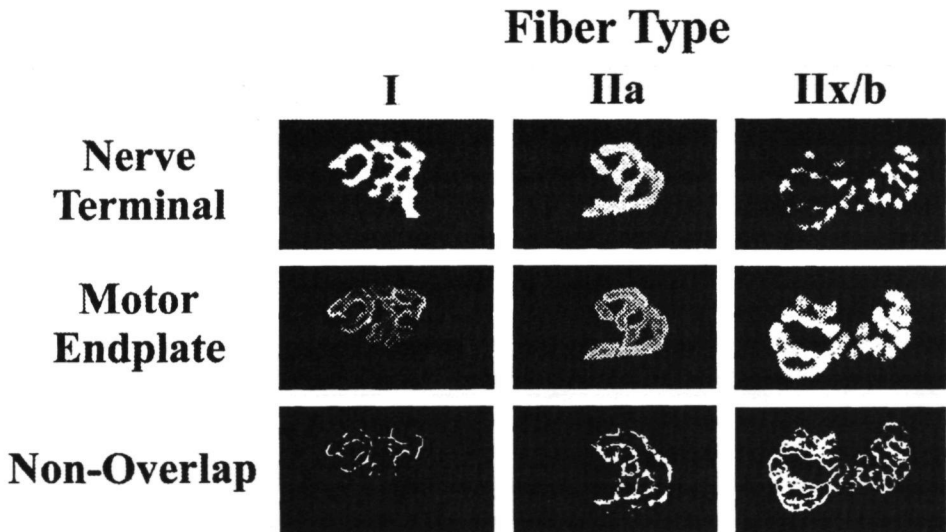 Fiber Type
I IIa IIx/b
Nerve
Terminal
Motor
Endplate
Non-Overlap